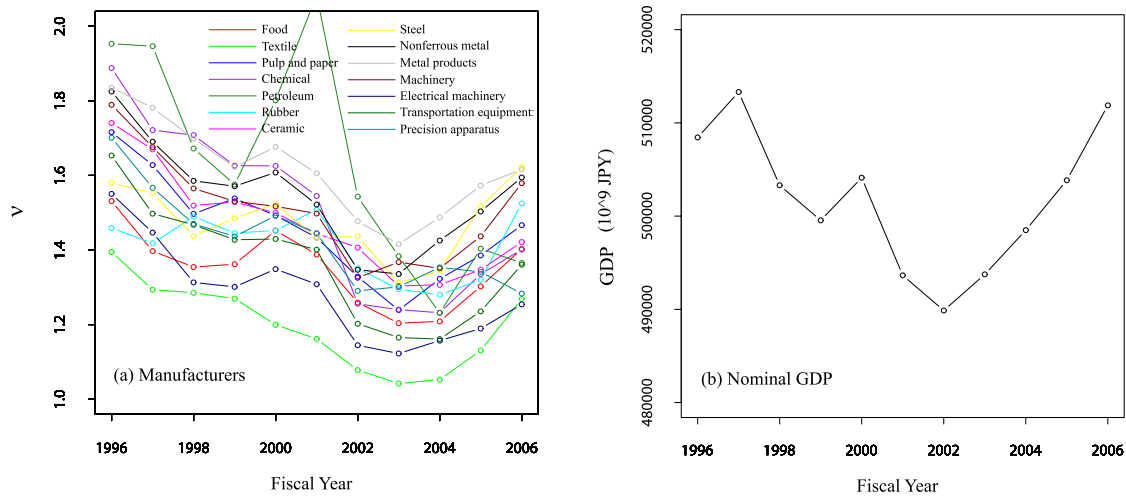 2.0
1.8
1.6
1.4
1.2
1.0
ν
Food
Textile
Pulp and paper
Chemical
Petroleum
Rubber
Ceramic
Steel
Nonferrous metal
Metal products
Machinery
Electrical machinery
Transportation equipment
Precision apparatus
(a) Manufacturers
1996 1998 2000 2002 2004 2006
Fiscal Year
520000
510000
500000
490000
480000
GDP (10^9 JPY)
(b) Nominal GDP
1996 1998 2000 2002 2004 2006
Fiscal Year